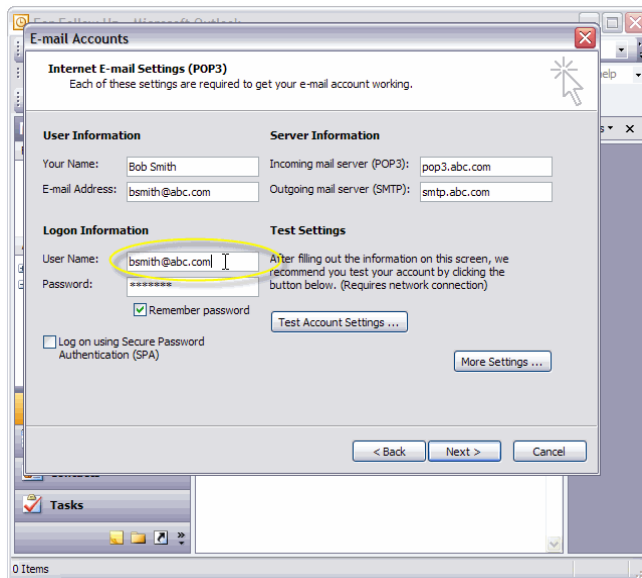 E-mail Accounts
Internet E-mail Settings (POP3)
Each of these settings are required to get your e-mail account working.
User Information
Your Name: Bob Smith
E-mail Address: bsmith@abc.com
Server Information
Incoming mail server (POP3): pop3.abc.com
Outgoing mail server (SMTP): smtp.abc.com
Logon Information
User Name: bsmith@abc.com
Password: *******
Remember password
Log on using Secure Password
Authentication (SPA)
Test Settings
After filling out the information on this screen, we
recommend you test your account by clicking the
button below. (Requires network connection)
Test Account Settings ...
More Settings ...
< Back Next > Cancel
Tasks
0 Items